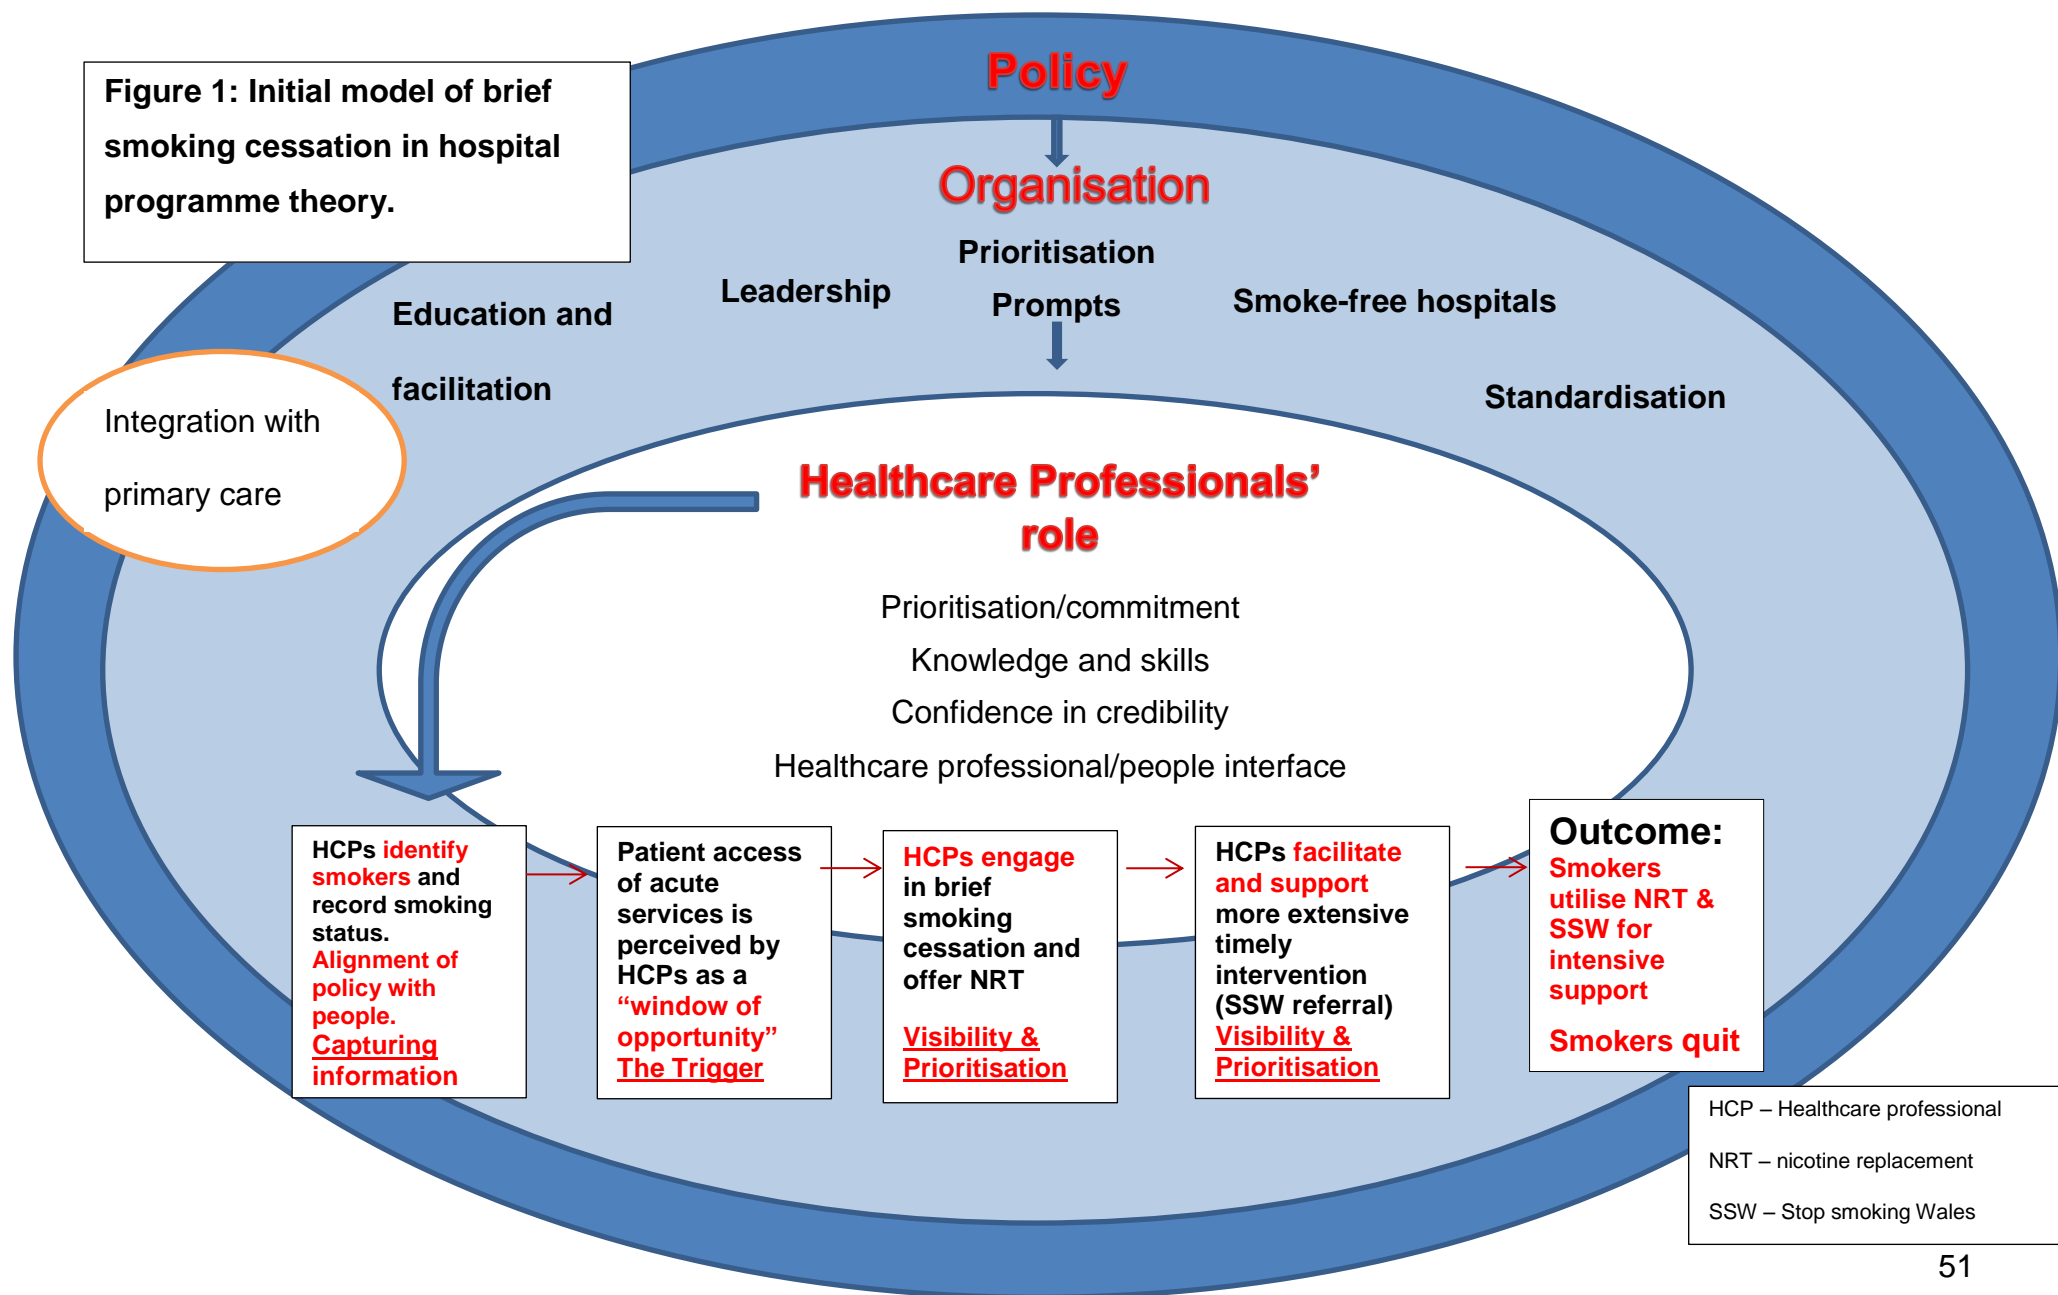 Figure 1: Initial model of brief
smoking cessation in hospital
programme theory.
Policy
Organisation
Prioritisation
Prompts
Leadership
Education and
facilitation
Smoke-free hospitals
Standardisation
Integration with
primary care
Healthcare Professionals’
role
Prioritisation/commitment
Knowledge and skills
Confidence in credibility
Healthcare professional/people interface
HCPs identify
smokers and
record smoking
status.
Alignment of
policy with
people.
Capturing
information
Patient access
of acute
services is
perceived by
HCPs as a
“window of
opportunity”
The Trigger
HCPs engage
in brief
smoking
cessation and
offer NRT
Visibility &
Prioritisation
HCPs facilitate
and support
more extensive
timely
intervention
(SSW referral)
Visibility &
Prioritisation
Outcome:
Smokers
utilise NRT &
SSW for
intensive
support
Smokers quit
HCP – Healthcare professional
NRT – nicotine replacement
SSW – Stop smoking Wales
51